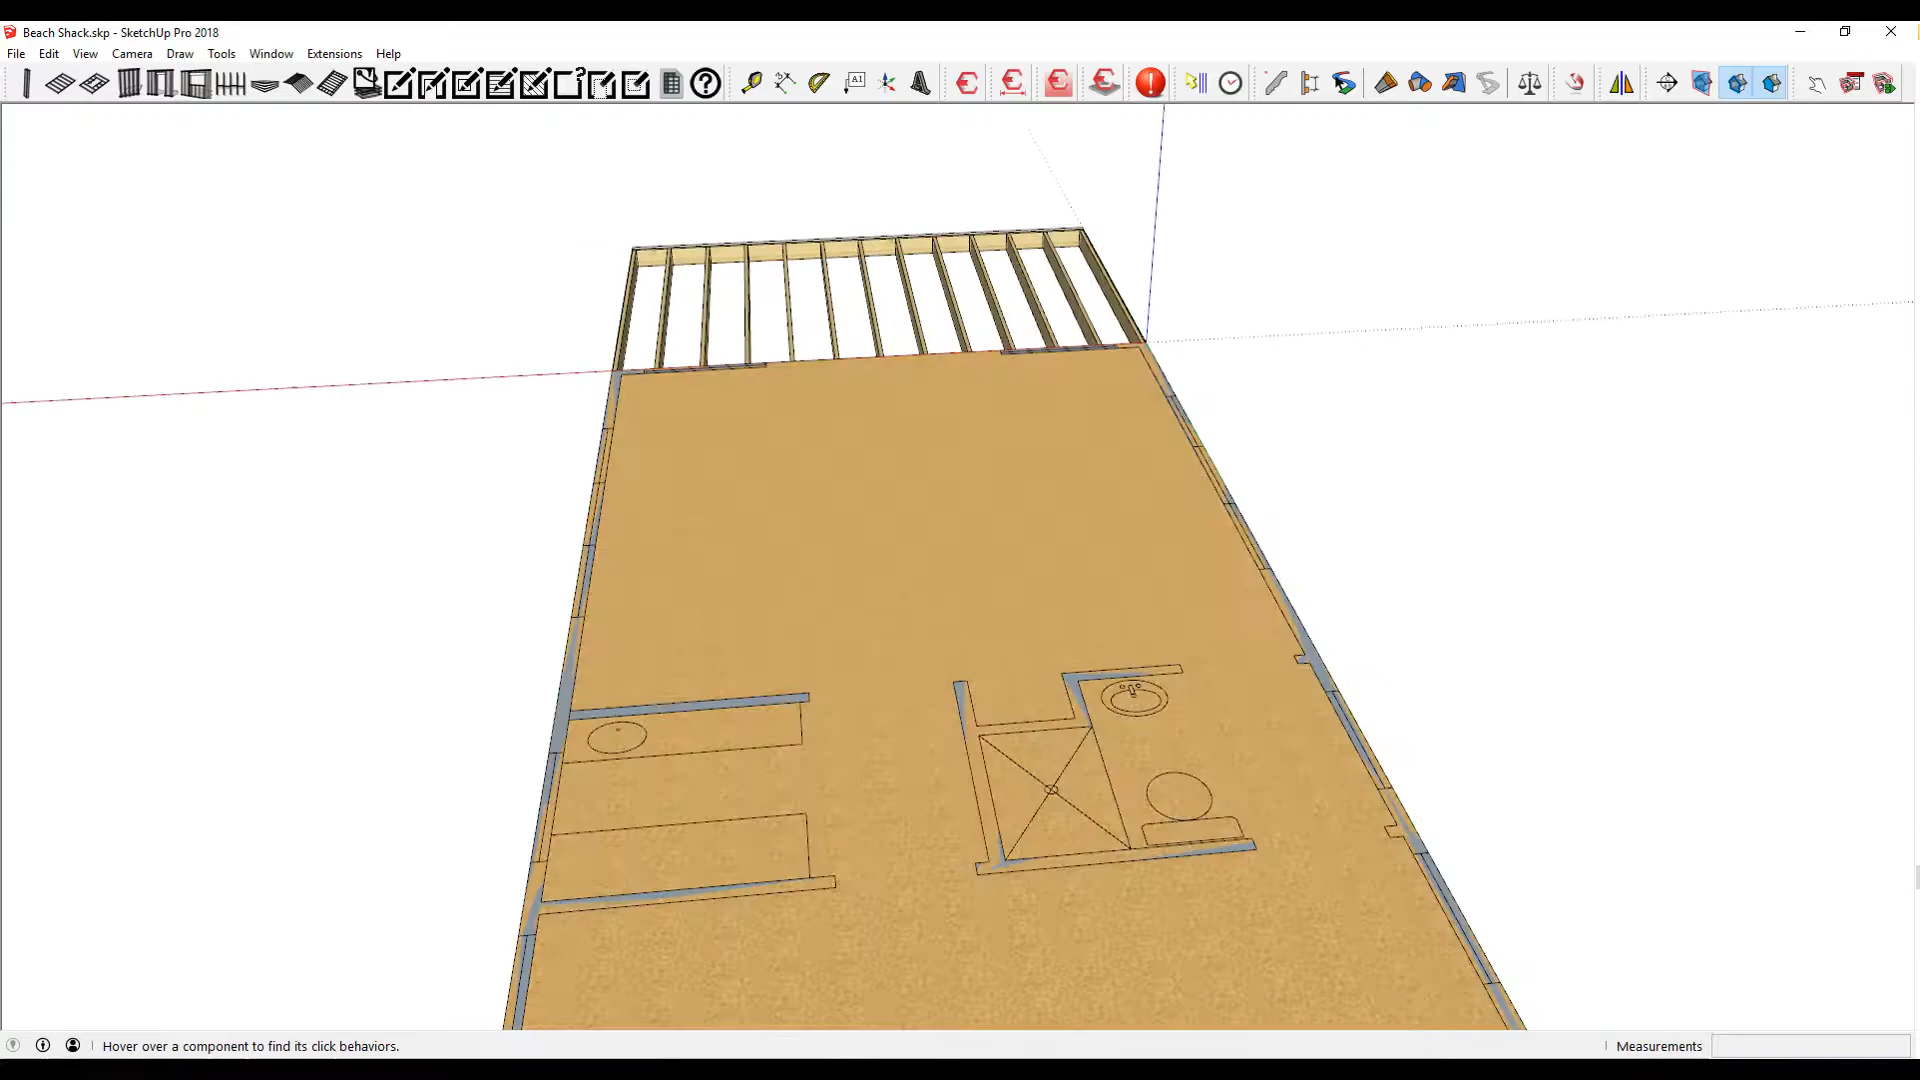 Beach Shack.skp - SketchUp Pro 2018
File Edit View Camera Draw Tools Window Extensions Help
?
?
AI
Hover over a component to find its click behaviors.
Measurements